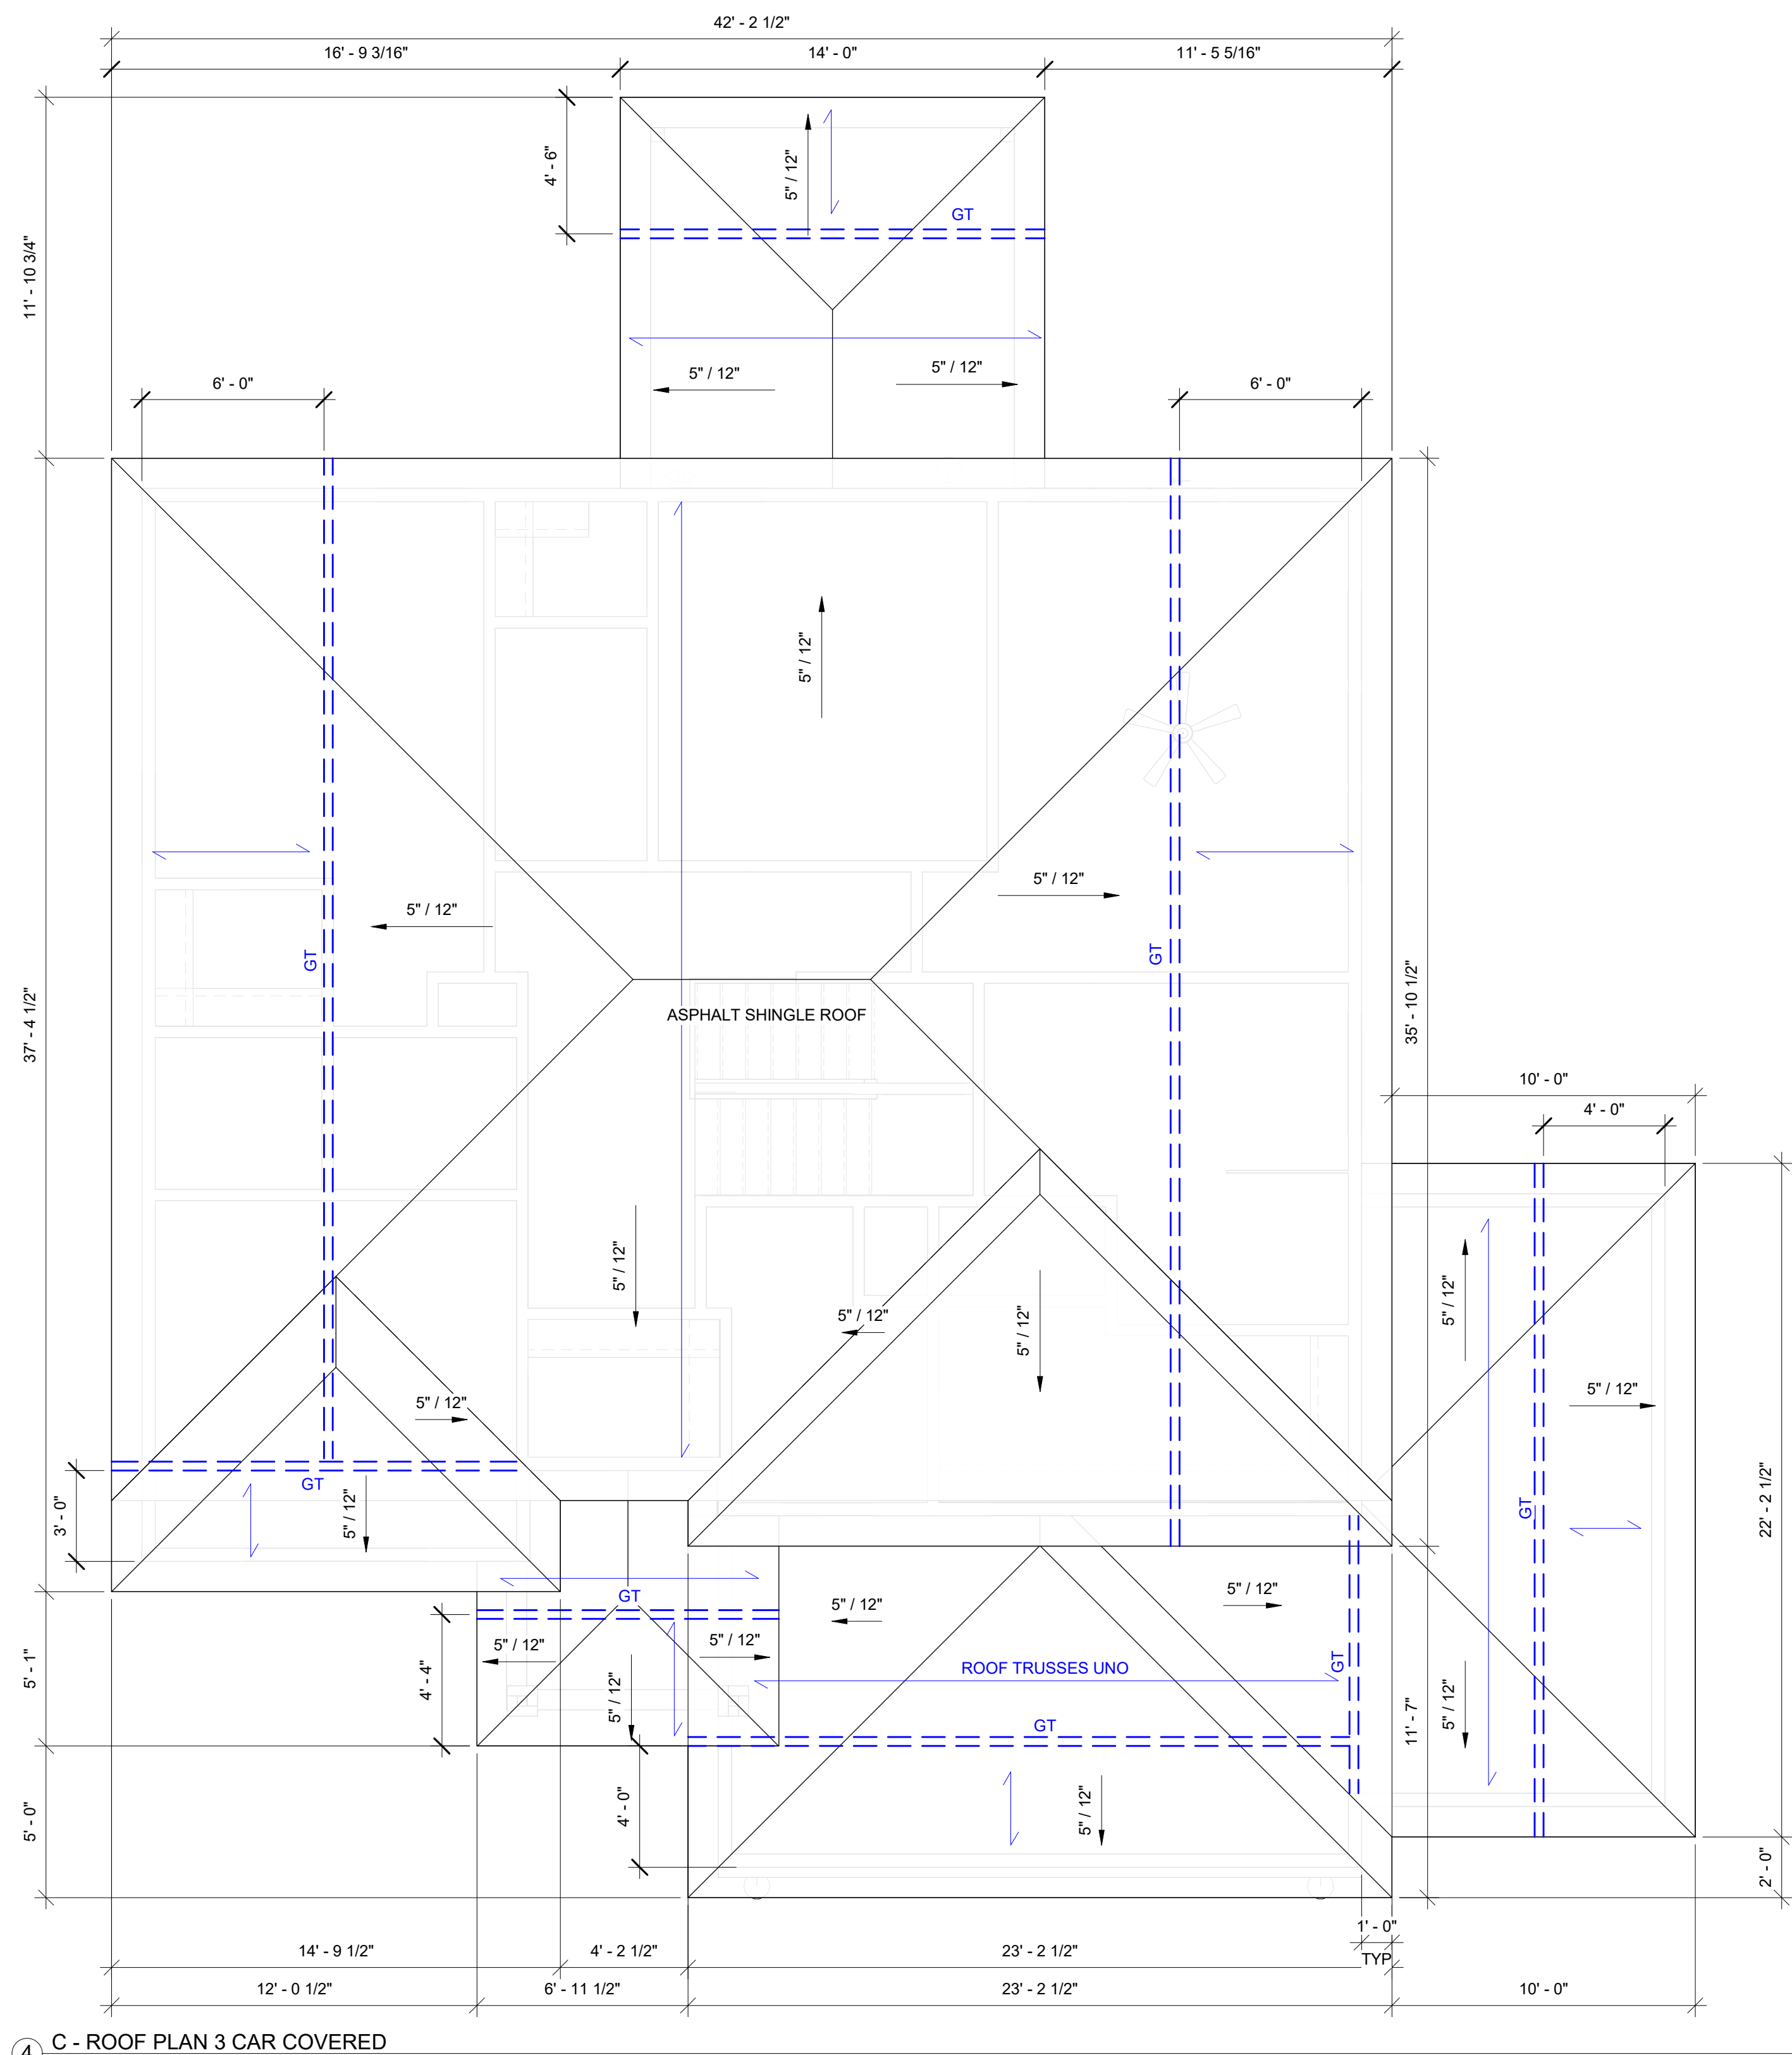 42' - 2 1/2"
16' - 9 3/16"
14' - 0"
11' - 5 5/16"
4' - 6"
5" / 12"
GT
11' - 10 3/4"
5" / 12"
5" / 12"
6' - 0"
6' - 0"
5" / 12"
5" / 12"
5" / 12"
GT
GT
ASPHALT SHINGLE ROOF
37' - 4 1/2"
35' - 10 1/2"
10' - 0"
4' - 0"
5" / 12"
5" / 12"
5" / 12"
5" / 12"
5" / 12"
5" / 12"
GT
3' - 0"
5" / 12"
GT
22' - 2 1/2"
GT
5" / 12"
5" / 12"
5" / 12"
5" / 12"
5' - 1"
4' - 4"
5" / 12"
ROOF TRUSSES UNO
GT
5" / 12"
11' - 7"
GT
5' - 0"
4' - 0"
5" / 12"
2' - 0"
1' - 0"
TYP
14' - 9 1/2"
4' - 2 1/2"
23' - 2 1/2"
12' - 0 1/2"
6' - 11 1/2"
23' - 2 1/2"
10' - 0"
4
C - ROOF PLAN 3 CAR COVERED